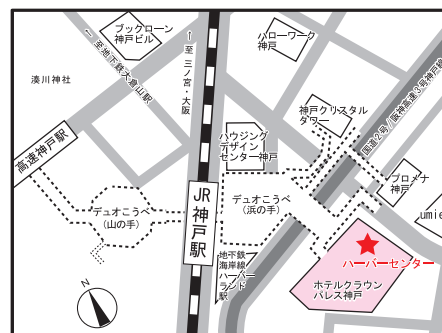 ブックローン
神戸ビル
ハローワーク
神戸
← 至 地下鉄大倉山駅
← 至 三ノ宮・大阪
湊川神社
神戸クリスタル
タワー
国道2号/阪神高速3号神戸線
高速神戸駅
ハウジング
デザイン
センター神戸
プロメナ
神戸
デュオこうべ
(山の手)
JR
神戸駅
デュオこうべ
(浜の手)
umie
地下鉄
海岸線
ハーバー
ランド
駅
ハーバーセンター
ホテルクラウン
パレス神戸
N